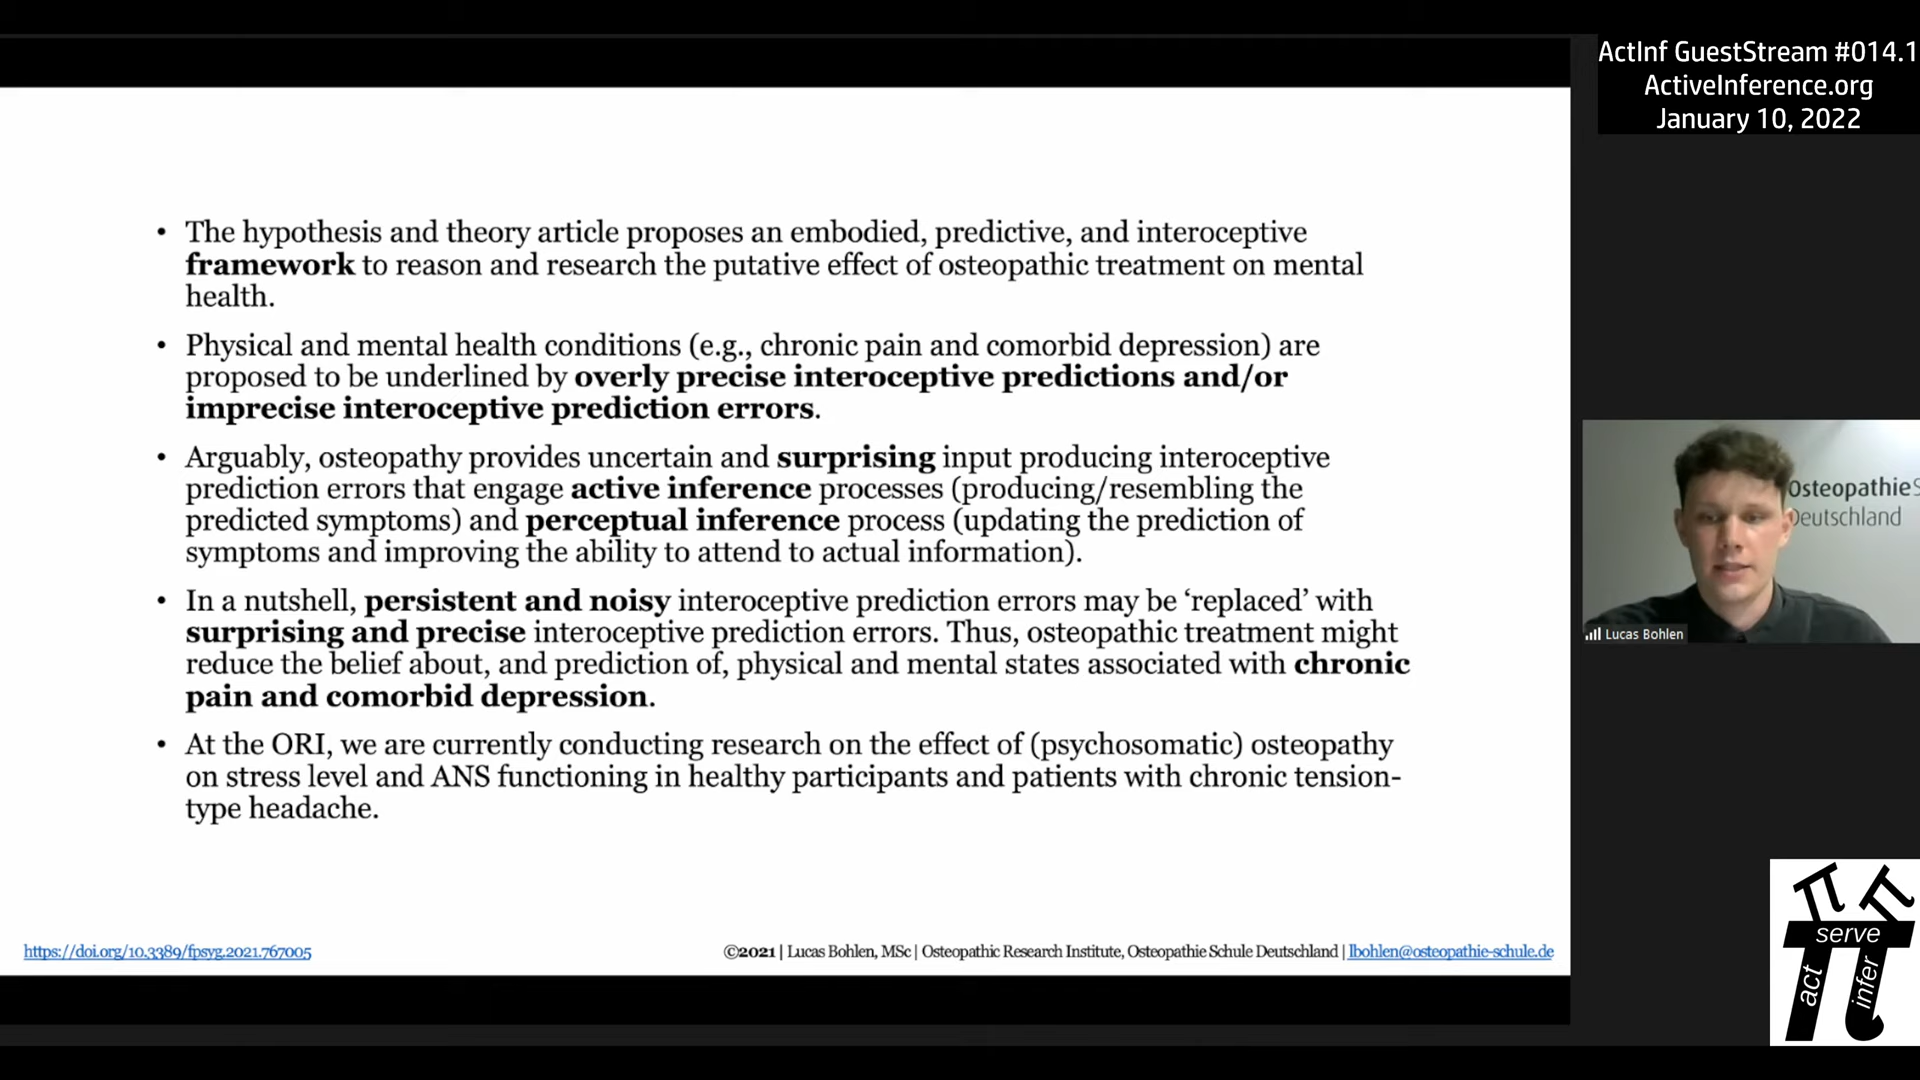 ActInf GuestStream #014.1
ActiveInference.org
January 10, 2022
• The hypothesis and theory article proposes an embodied, predictive, and interoceptive
framework to reason and research the putative effect of osteopathic treatment on mental
health.
• Physical and mental health conditions (e.g., chronic pain and comorbid depression) are
proposed to be underlined by overly precise interoceptive predictions and/or
imprecise interoceptive prediction errors.
• Arguably, osteopathy provides uncertain and surprising input producing interoceptive
prediction errors that engage active inference processes (producing/resembling the
predicted symptoms) and perceptual inference process (updating the prediction of
symptoms and improving the ability to attend to actual information).
• In a nutshell, persistent and noisy interoceptive prediction errors may be ‘replaced’ with
surprising and precise interoceptive prediction errors. Thus, osteopathic treatment might
reduce the belief about, and prediction of, physical and mental states associated with chronic
pain and comorbid depression.
• At the ORI, we are currently conducting research on the effect of (psychosomatic) osteopathy
on stress level and ANS functioning in healthy participants and patients with chronic tension-
type headache.
https://doi.org/10.3389/fpsyg.2021.767005
©2021 | Lucas Bohlen, MSc | Osteopathic Research Institute, Osteopathie Schule Deutschland | lbohlen@osteopathie-schule.de
OsteopathieS
Deutschland
Lucas Bohlen
serve
act
infer